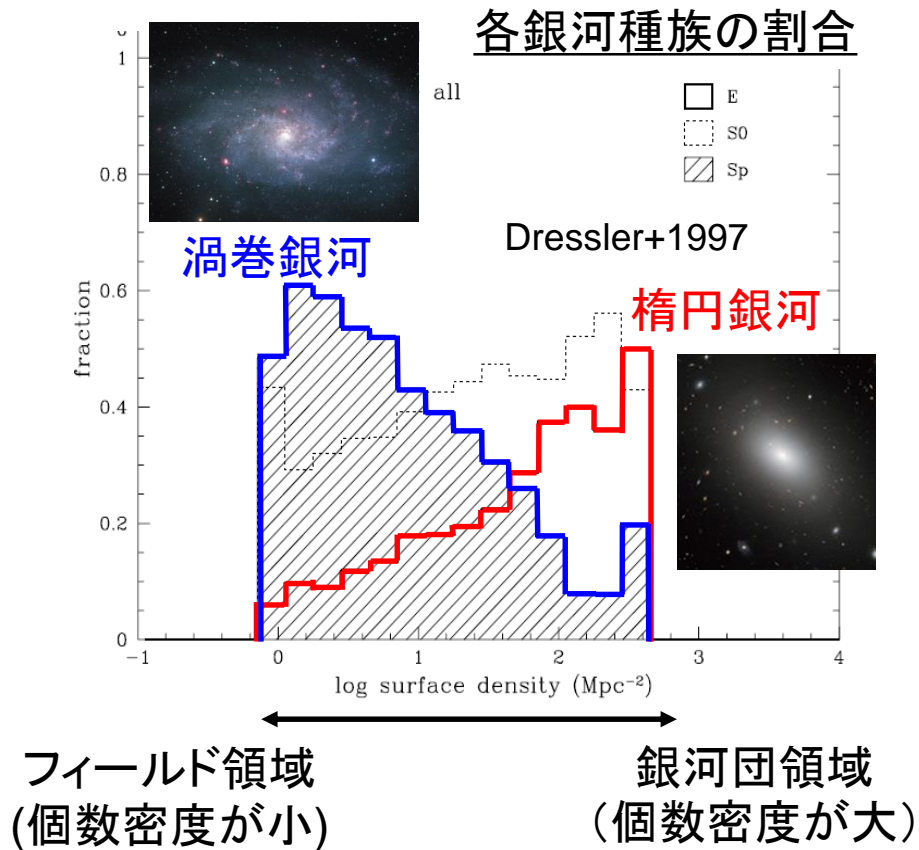 各銀河種族の割合
0
1
all
E
S0
Sp
0.8
渦巻銀河
Dressler+1997
楕円銀河
0.6
fraction
0.4
0.2
0
-1
0
1
2
3
4
log surface density (Mpc⁻²)
フィールド領域
(個数密度が小)
銀河団領域
（個数密度が大）